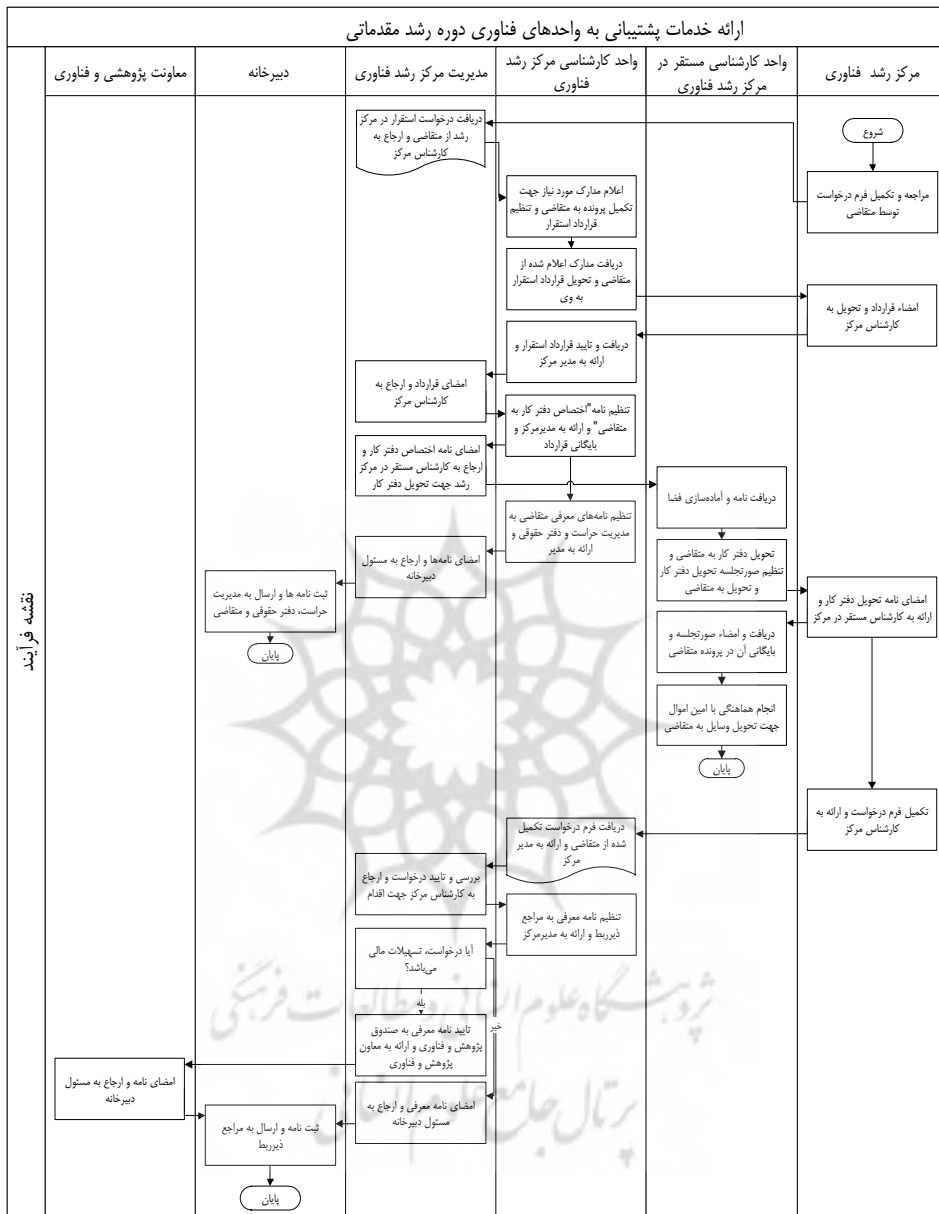 ارائه خدمات پشتیبانی به واحدهای فناوری دوره رشد مقدماتی
مرکز رشد فناوری
واحد کارشناسی مستقر در
مرکز رشد فناوری
واحد کارشناسی مرکز رشد
فناوری
مدیریت مرکز رشد فناوری
دبیرخانه
معاونت پژوهشی و فناوری
نقشه فرآیند
شروع
مراجعه و تکمیل فرم درخواست
توسط متقاضی
دریافت درخواست استقرار در مرکز
رشد از متقاضی و ارجاع به
کارشناس مرکز
اعلام مدارک مورد نیاز جهت
تکمیل پرونده به متقاضی و تنظیم
قرارداد استقرار
دریافت مدارک اعلام شده از
متقاضی و تحویل قرارداد استقرار
به وی
امضاء قرارداد و تحویل به
کارشناس مرکز
دریافت و تایید قرارداد استقرار و
ارائه به مدیر مرکز
امضای قرارداد و ارجاع به
کارشناس مرکز
تنظیم نامه"اختصاص دفتر کار به
متقاضی" و ارائه به مدیرمرکز و
بایگانی قرارداد
امضای نامه اختصاص دفتر کار و
ارجاع به کارشناس مستقر در مرکز
رشد جهت تحویل دفتر کار
دریافت نامه و آماده‌سازی فضا
تنظیم نامه‌های معرفی متقاضی به
مدیریت حراست و دفتر حقوقی و
ارائه به مدیر
امضای نامه‌ها و ارجاع به مسئول
دبیرخانه
ثبت نامه ها و ارسال به مدیریت
حراست، دفتر حقوقی و متقاضی
پایان
تحویل دفتر کار به متقاضی و
تنظیم صورتجلسه تحویل دفتر کار
و تحویل به متقاضی
امضای نامه تحویل دفتر کار و
ارائه به کارشناس مستقر در مرکز
دریافت و امضاء صورتجلسه و
بایگانی آن در پرونده متقاضی
انجام هماهنگی با امین اموال
جهت تحویل وسایل به متقاضی
پایان
تکمیل فرم درخواست و ارائه به
کارشناس مرکز
دریافت فرم درخواست تکمیل
شده از متقاضی و ارائه به مدیر
مرکز
بررسی و تایید درخواست و ارجاع
به کارشناس مرکز جهت اقدام
تنظیم نامه معرفی به مراجع
ذیربط و ارائه به مدیرمرکز
آیا درخواست، تسهیلات مالی
می‌باشد؟
بله
خیر
تایید نامه معرفی به صندوق
پژوهش و فناوری و ارائه به معاون
پژوهش و فناوری
امضای نامه و ارجاع به مسئول
دبیرخانه
امضای نامه معرفی و ارجاع به
مسئول دبیرخانه
ثبت نامه و ارسال به مراجع
ذیربط
پایان
پژوهشگاه علوم انسانی و مطالعات فرهنگی
پرتال جامع علوم انسانی